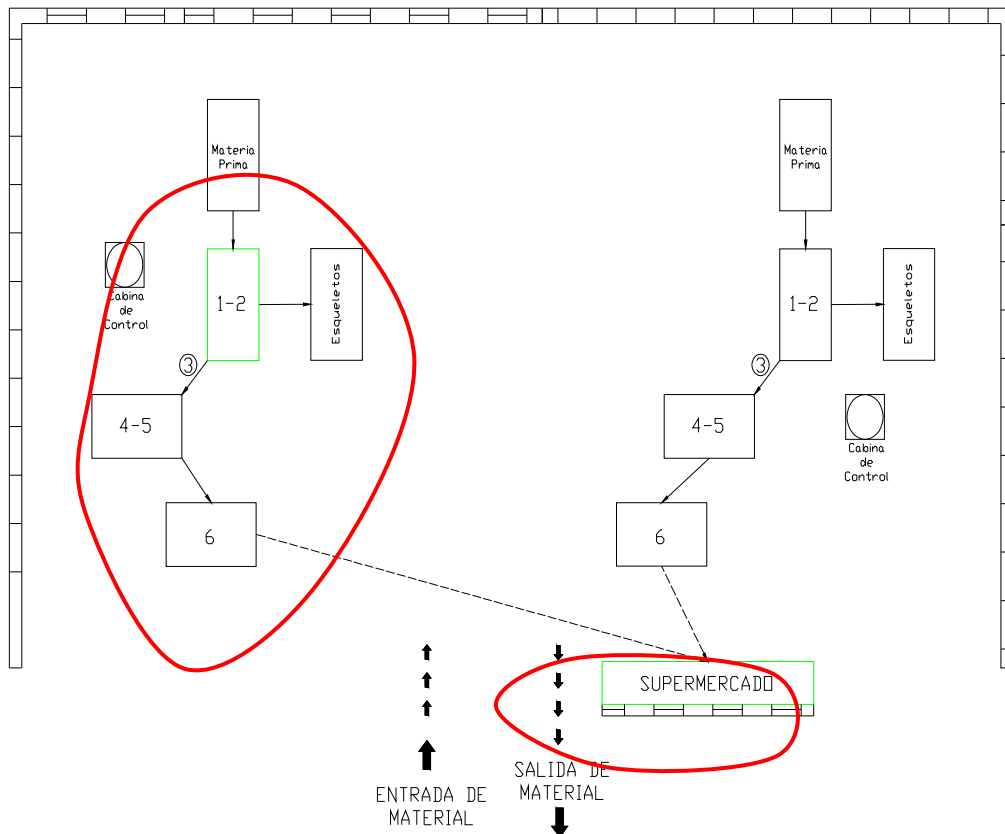 Materia
Prima
Materia
Prima
Cabina
de
Control
1-2
Esqueletos
1-2
Esqueletos
3
3
4-5
4-5
Cabina
de
Control
6
6
SUPERMERCADO
ENTRADA DE
MATERIAL
SALIDA DE
MATERIAL